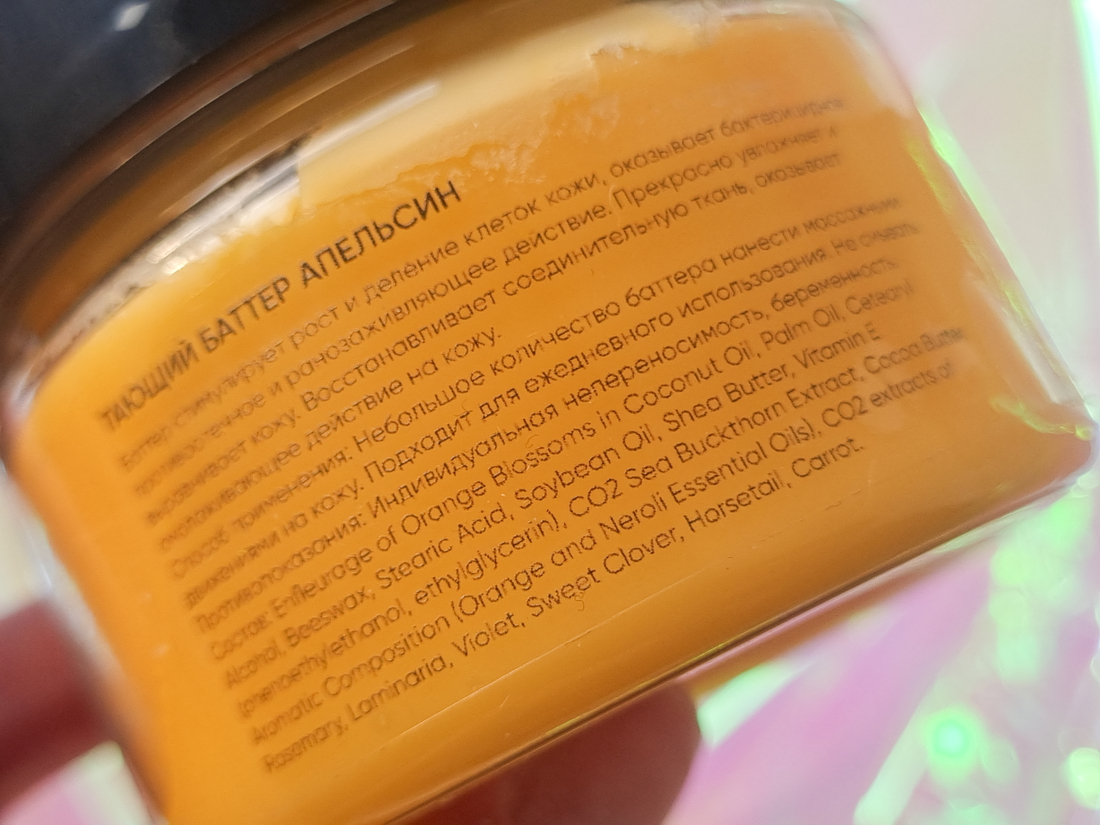 ТАЮЩИЙ БАТТЕР АПЕЛЬСИН
Баттер стимулирует рост и деление клеток кожи, оказывает бактерицидное
противоотечное и ранозаживляющее действие. Прекрасно увлажняет и
выравнивает кожу. Восстанавливает соединительную ткань, оказывает
омолаживающее действие на кожу.
Способ применения: Небольшое количество баттера нанести массажными
движениями на кожу. Подходит для ежедневного использования. Не смывать.
Противопоказания: Индивидуальная непереносимость, беременность.
Состав: Enfleurage of Orange Blossoms in Coconut Oil, Palm Oil, Cetearyl
Alcohol, Beeswax, Stearic Acid, Soybean Oil, Shea Butter, Vitamin E
(phenoethylethanol, ethylglycerin), CO2 Sea Buckthorn Extract, Cocoa Butter
Aromatic Composition (Orange and Neroli Essential Oils), CO2 extracts of
Rosemary, Laminaria, Violet, Sweet Clover, Horsetail, Carrot.